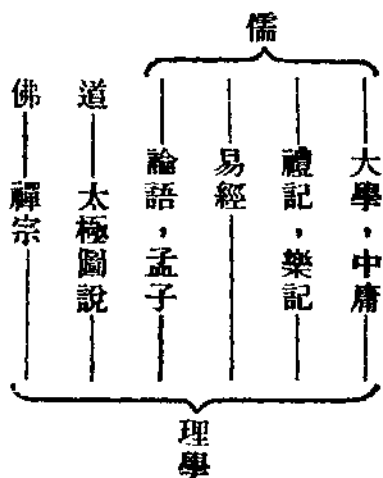 儒
大學，中庸
禮記，樂記
易經
論語，孟子
道
太極圖說
佛
禪宗
理學